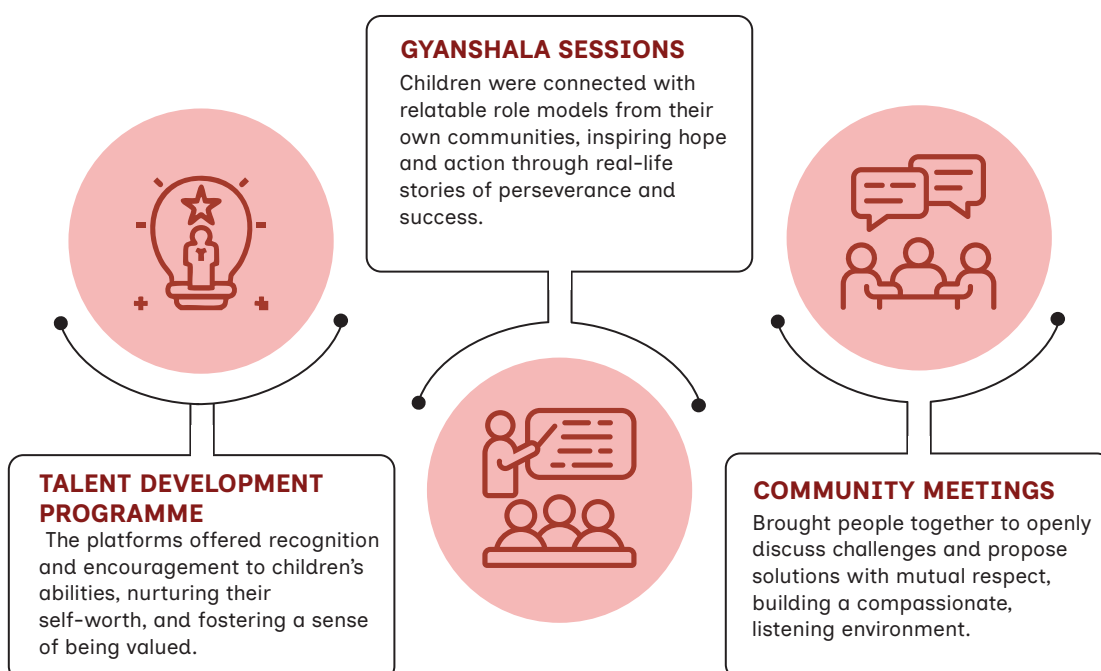 GYANSHALA SESSIONS
Children were connected with
relatable role models from their
own communities, inspiring hope
and action through real-life
stories of perseverance and
success.
TALENT DEVELOPMENT
PROGRAMME
The platforms offered recognition
and encouragement to children's
abilities, nurturing their
self-worth, and fostering a sense
of being valued.
COMMUNITY MEETINGS
Brought people together to openly
discuss challenges and propose
solutions with mutual respect,
building a compassionate,
listening environment.